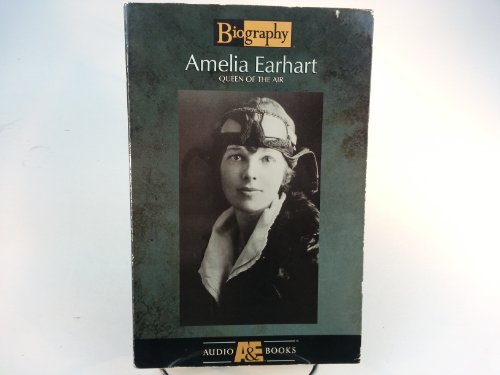 Biography
Amelia Earhart
QUEEN OF THE AIR
AUDIO A&E BOOKS